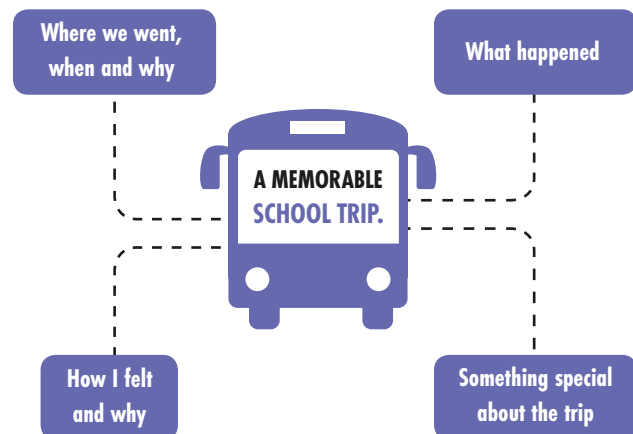 Where we went,
when and why
What happened
A MEMORABLE
SCHOOL TRIP.
How I felt
and why
Something special
about the trip